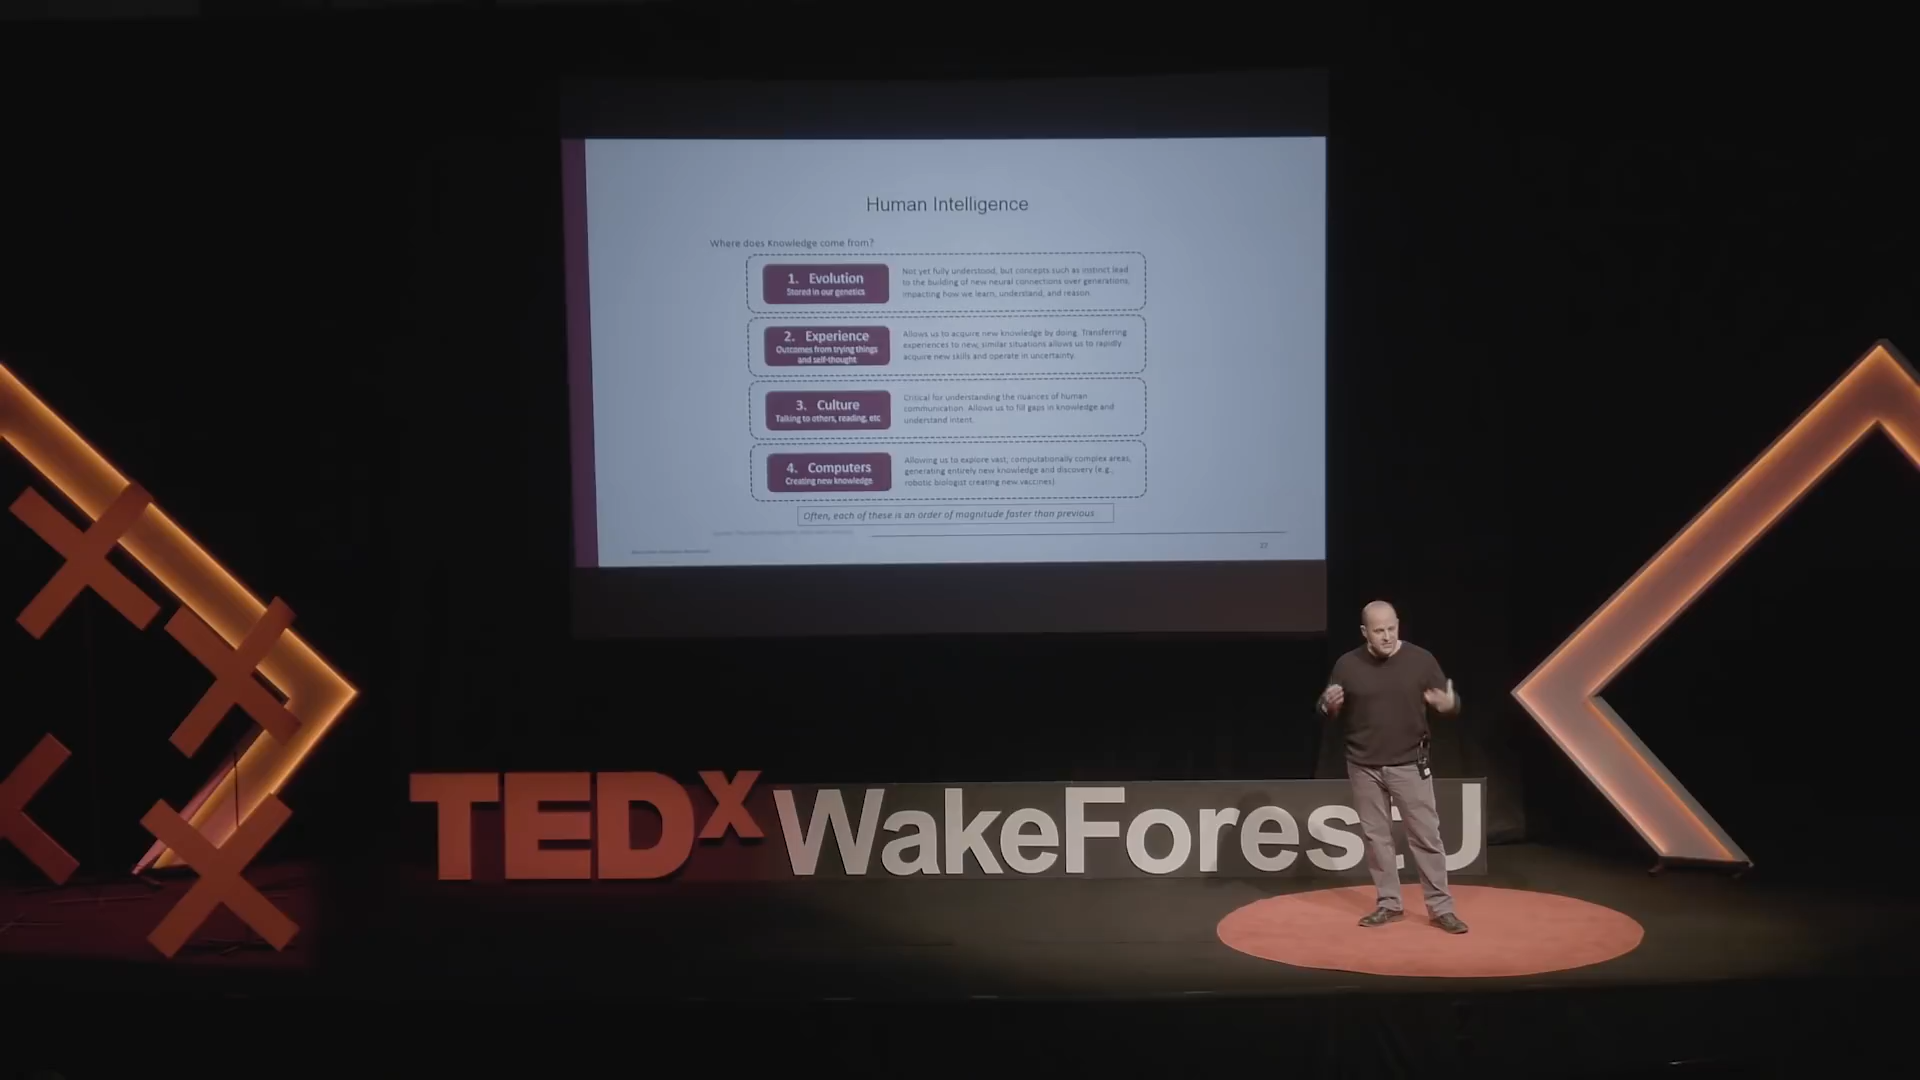 Human Intelligence
Where does Knowledge come from?
1. Evolution
Stored in our genetics
Not yet fully understood, but concepts such as instinct lead
to the building of new neural connections over generations,
impacting how we learn, understand, and reason.
2. Experience
Outcomes from trying things
and self-thought
Allows us to acquire new knowledge by doing. Transferring
experiences to new, similar situations allows us to rapidly
acquire new skills and operate in uncertainty.
3. Culture
Talking to others, reading, etc
Critical for understanding the nuances of human
communication. Allows us to fill gaps in knowledge and
understand intent.
4. Computers
Creating new knowledge
Allowing us to explore vast, computationally complex areas,
generating entirely new knowledge and discovery (e.g.,
robotic biologist creating new vaccines)
Often, each of these is an order of magnitude faster than previous
TEDxWakeForestU